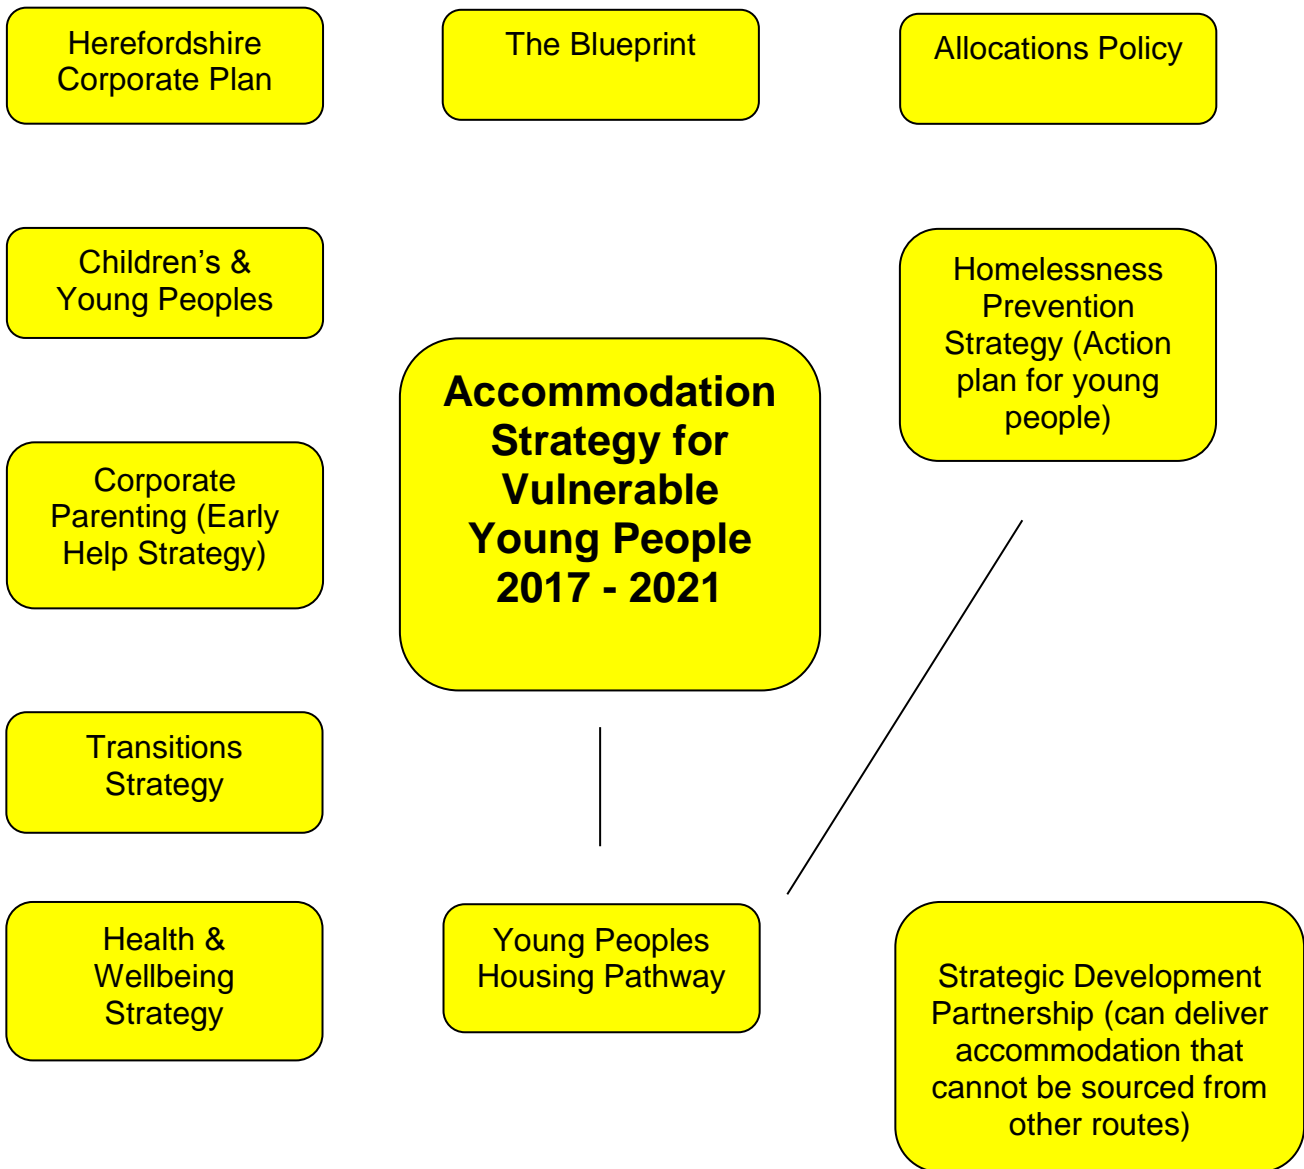 Herefordshire
Corporate Plan
The Blueprint
Allocations Policy
Children's &
Young Peoples
Homelessness
Prevention
Strategy (Action
plan for young
people)
Accommodation
Strategy for
Vulnerable
Young People
2017 - 2021
Corporate
Parenting (Early
Help Strategy)
Transitions
Strategy
Health &
Wellbeing
Strategy
Young Peoples
Housing Pathway
Strategic Development
Partnership (can deliver
accommodation that
cannot be sourced from
other routes)